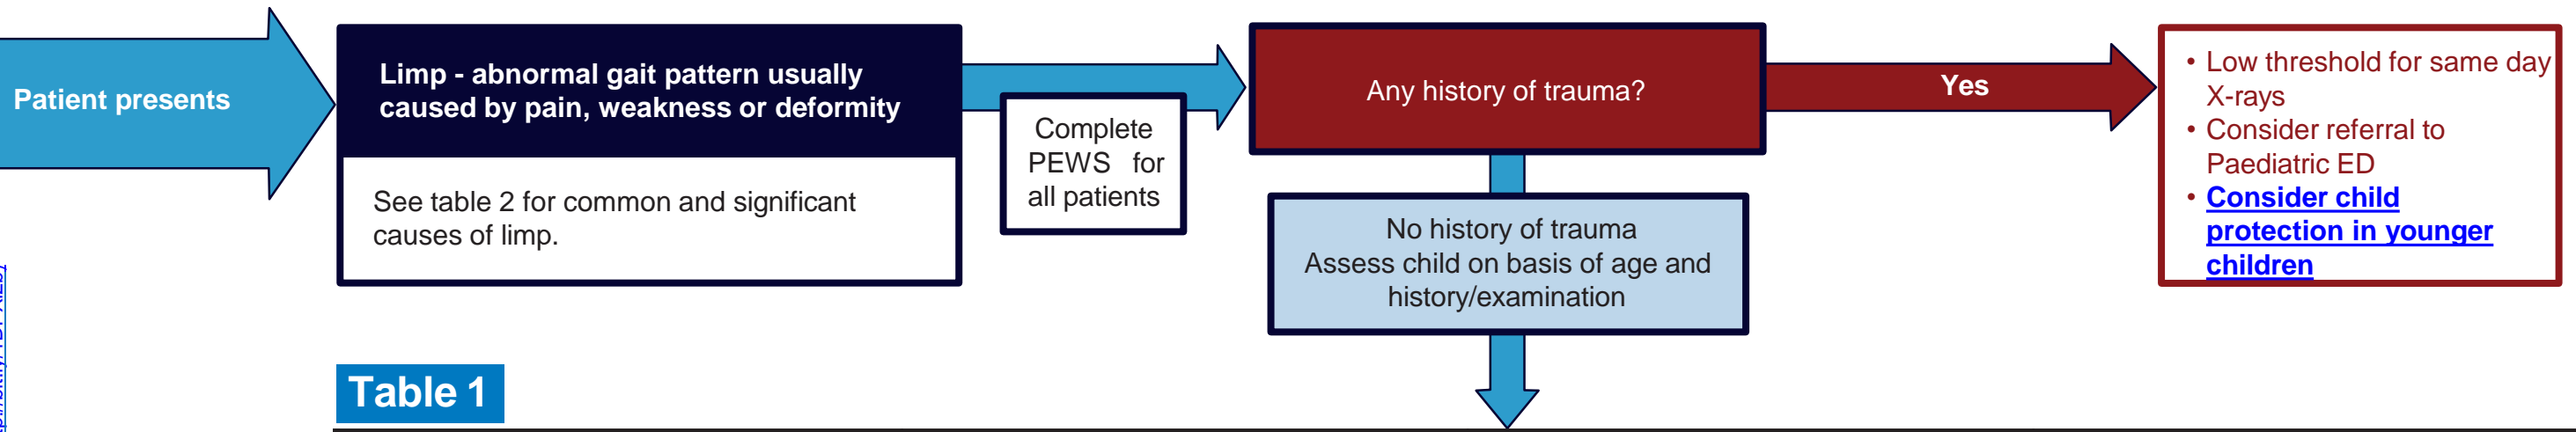 Patient presents
Limp - abnormal gait pattern usually
caused by pain, weakness or deformity
See table 2 for common and significant
causes of limp.
Complete
PEWS for
all patients
Any history of trauma?
Yes
• Low threshold for same day
X-rays
• Consider referral to
Paediatric ED
• Consider child
protection in younger
children
No history of trauma
Assess child on basis of age and
history/examination
Table 1